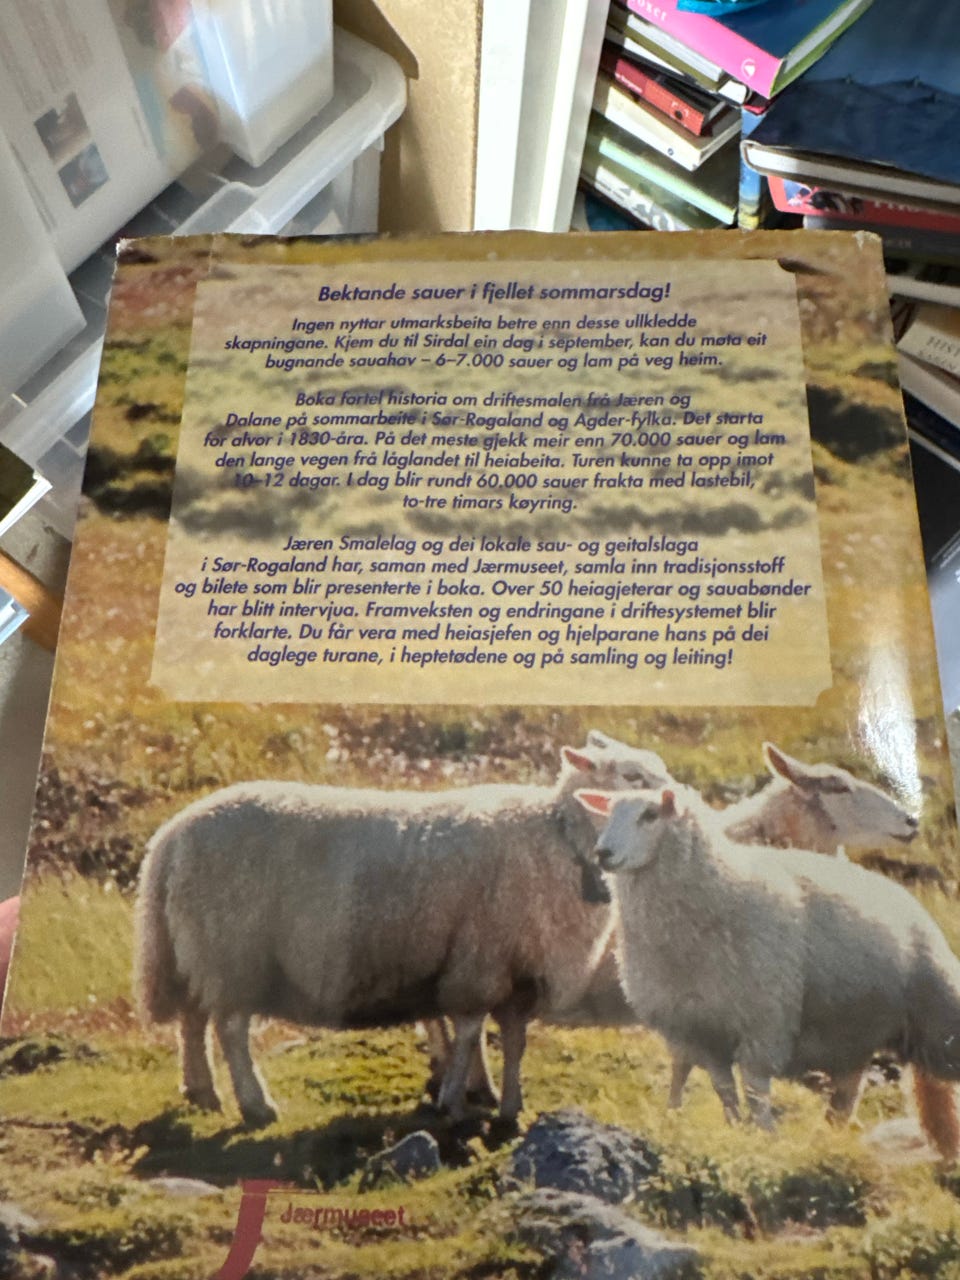 Bektande sauer i fjellet sommarsdag!
Ingen nyttar utmarksbeita betre enn desse ullkledde
skapningane. Kjem du til Sirdal ein dag i september, kan du møta eit
bugnande sauahav – 6–7.000 sauer og lam på veg heim.
Boka fortel historia om driftesmalen frå Jæren og
Dalane på sommarbeite i Sør-Rogaland og Agder-fylka. Det starta
for alvor i 1830-åra. På det meste gjekk meir enn 70.000 sauer og lam
den lange vegen frå låglandet til heiabeita. Turen kunne ta opp imot
10–12 dagar. I dag blir rundt 60.000 sauer frakta med lastebil,
to-tre timars køyring.
Jæren Smalelag og dei lokale sau- og geitalslaga
i Sør-Rogaland har, saman med Jærmuseet, samla inn tradisjonsstoff
og bilete som blir presenterte i boka. Over 50 heiagjeterar og sauabønder
har blitt intervjua. Framveksten og endringane i driftesystemet blir
forklarte. Du får vera med heiasjefen og hjelparane hans på dei
daglege turane, i heptetødene og på samling og leiting!
Jærmuseet